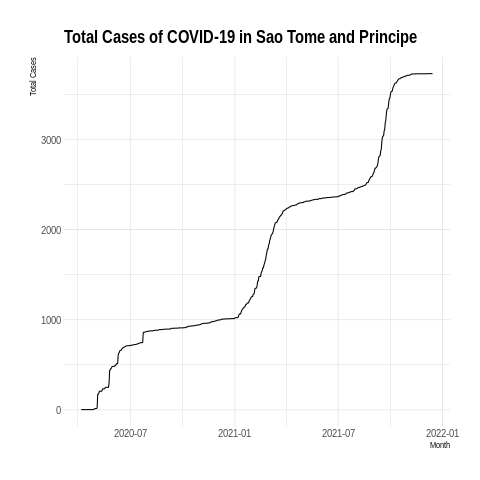 Total Cases of COVID-19 in Sao Tome and Principe
Total Cases
3000
2000
1000
0
2020-07 2021-01 2021-07 2022-01
Month